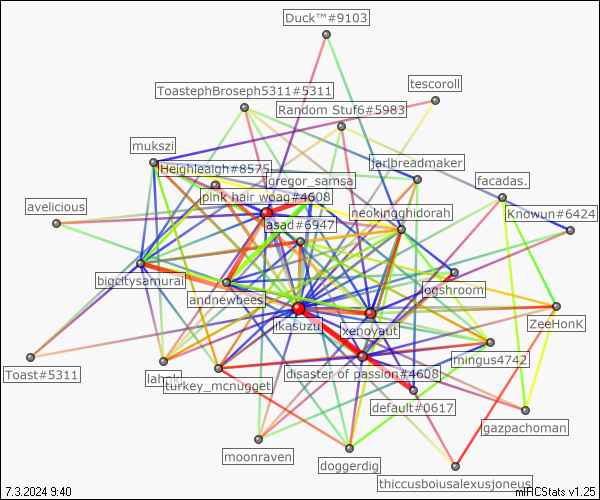 Duck™#9103
tescoroll
ToastephBroseph5311#5311
Random Stuf6#5983
mukszi
Heighleaigh#8575
jarlbreadmaker
gregor_samsa
facadas.
pink hair woag#4608
avelicious
neokingghidorah
Knowun#6424
asad#6947
bigcitysamurai
logshroom
andnewbees
ikasuzu
xenoyaut
ZeeHonK
mingus4742
Toast#5311
disaster of passion#4608
turkey_mcnugget
default#0617
gazpachoman
moonraven
doggerdig
thiccusboiusalexusjoneus
7.3.2024 9:40
mIRCStats v1.25